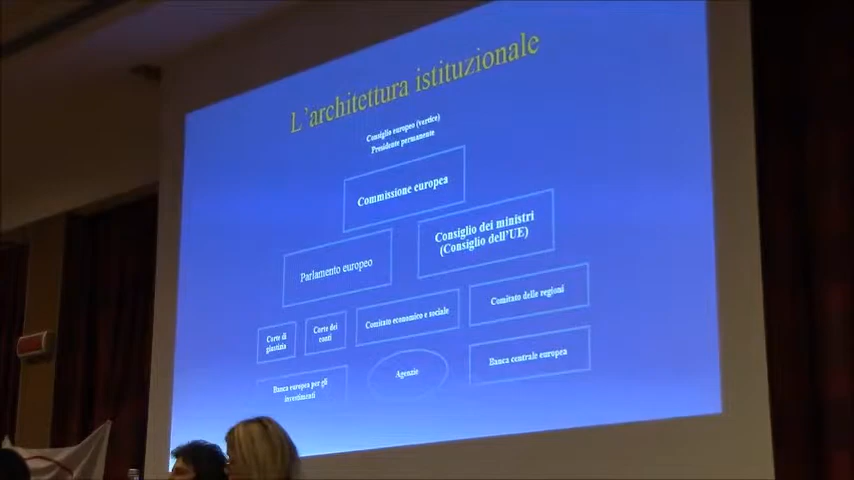 L'architettura istituzionale
Consiglio europeo (vertice)
Presidente permanente
Commissione europea
Parlamento europeo
Consiglio dei ministri
(Consiglio dell'UE)
Corte di
giustizia
Corte dei
conti
Comitato economico e sociale
Comitato delle regioni
Banca europea per gli
investimenti
Agenzie
Banca centrale europea